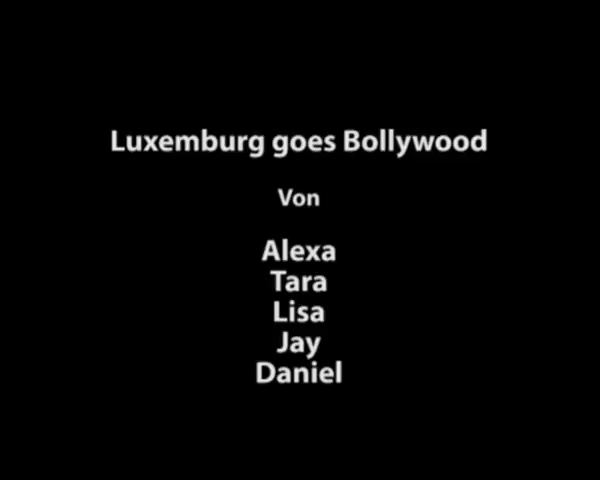 Luxemburg goes Bollywood
Von
Alexa
Tara
Lisa
Jay
Daniel